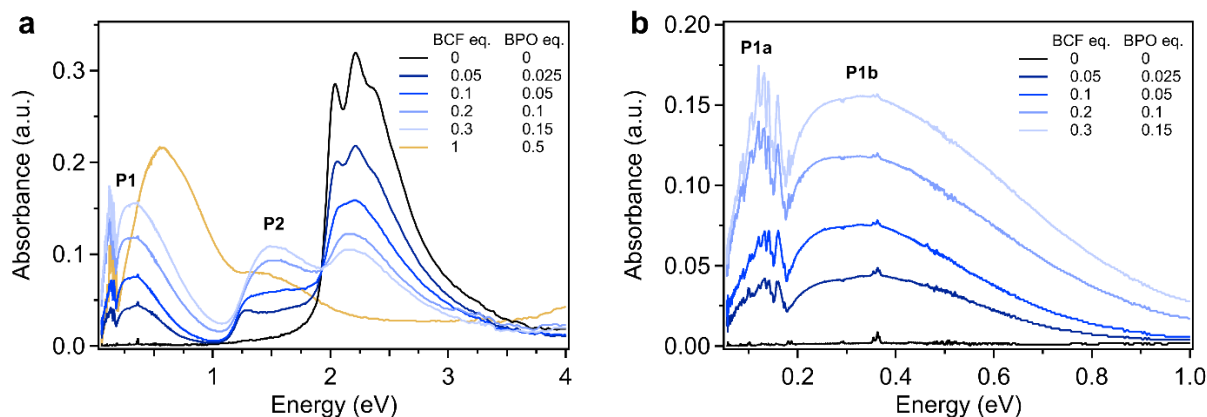 a
BCF eq. BPO eq.
0 0
0.05 0.025
0.1 0.05
0.2 0.1
0.3 0.15
1 0.5
P1
P2
0.3
0.2
0.1
0.0
Absorbance (a.u.)
1 2 3 4
Energy (eV)
b
BCF eq. BPO eq.
0 0
0.05 0.025
0.1 0.05
0.2 0.1
0.3 0.15
P1a
P1b
0.20
0.15
0.10
0.05
0.00
Absorbance (a.u.)
0.2 0.4 0.6 0.8 1.0
Energy (eV)